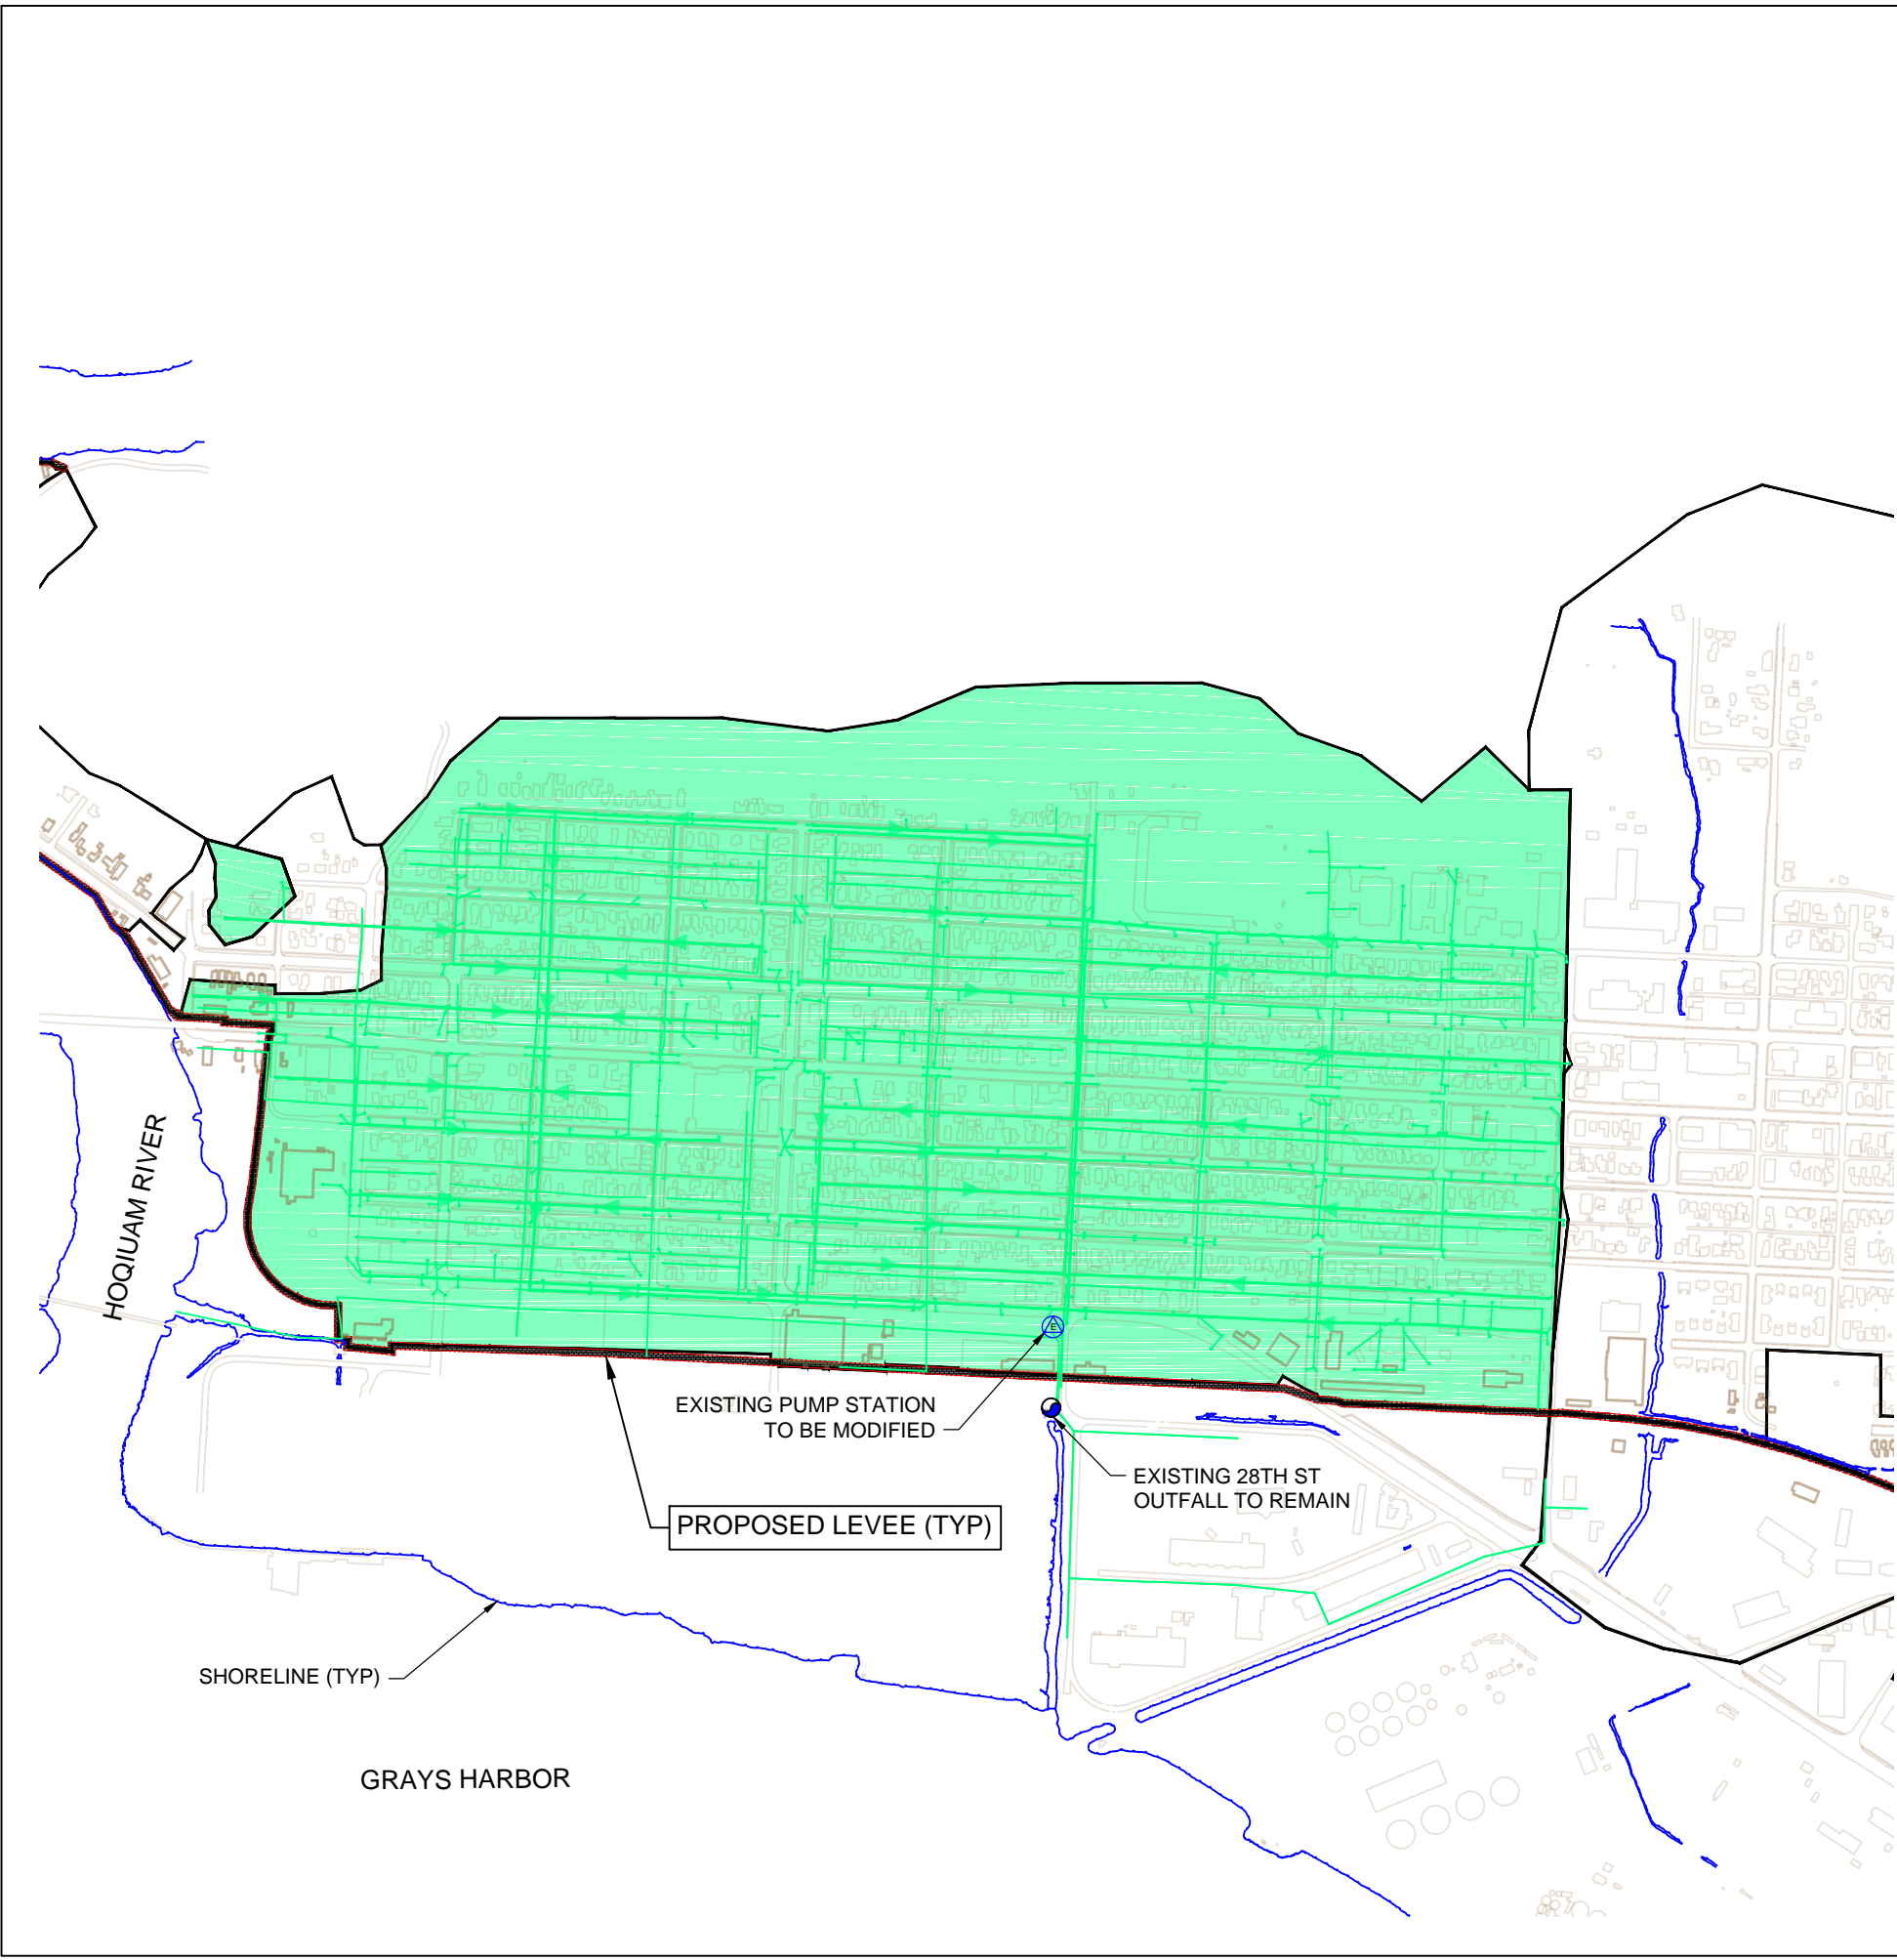 HOQIUAM RIVER
E
EXISTING PUMP STATION
TO BE MODIFIED
EXISTING 28TH ST
OUTFALL TO REMAIN
PROPOSED LEVEE (TYP)
SHORELINE (TYP)
GRAYS HARBOR